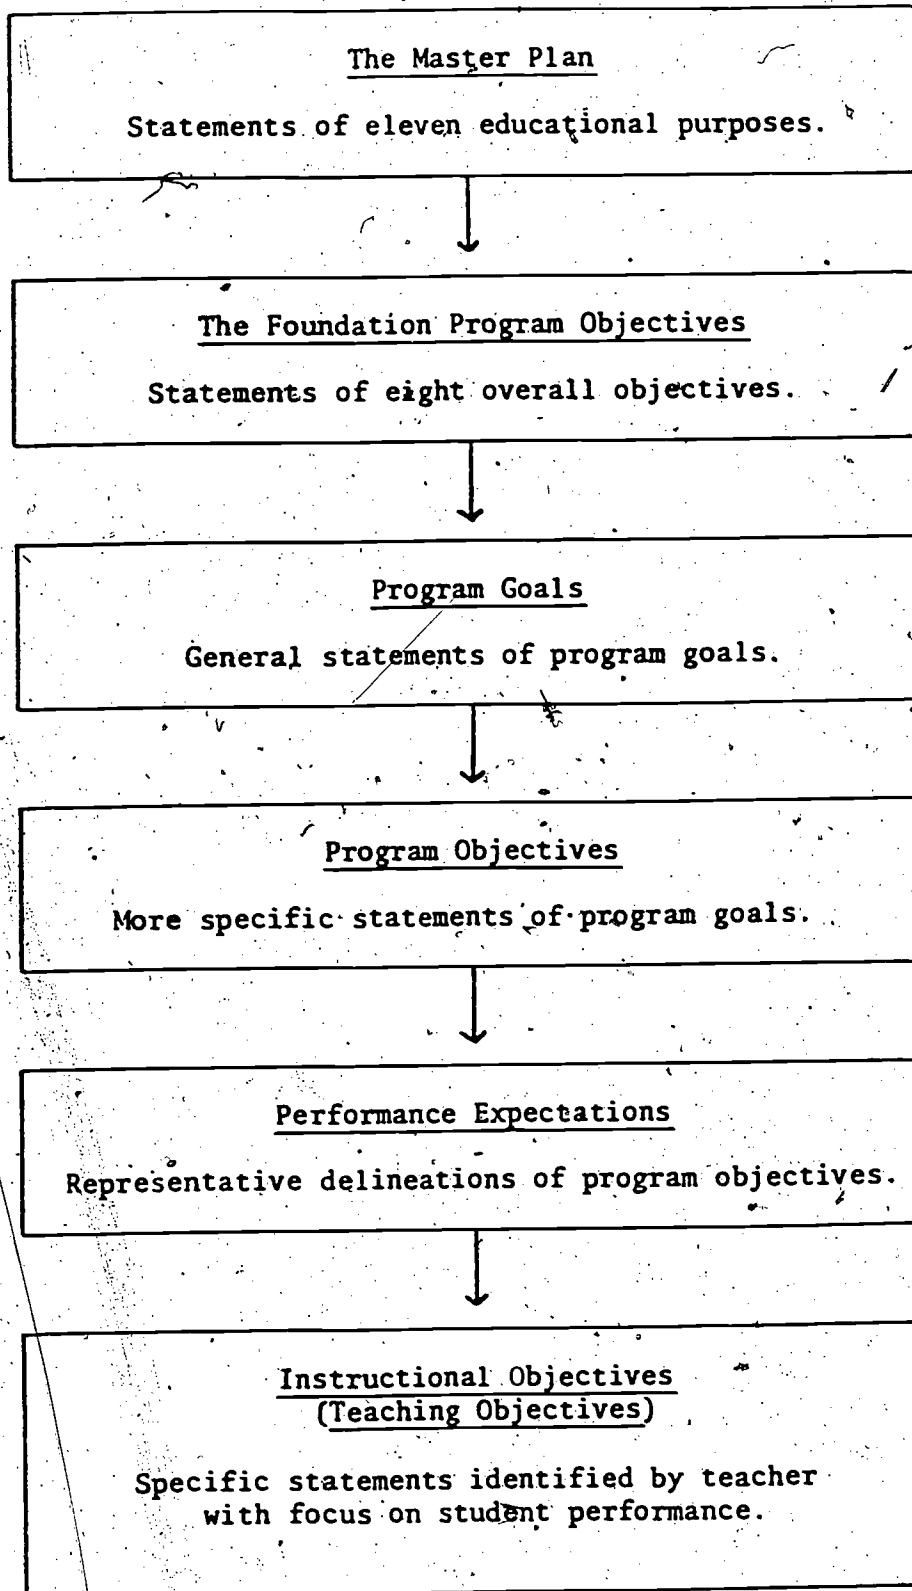 The Master Plan
Statements of eleven educational purposes.
The Foundation Program Objectives
Statements of eight overall objectives.
Program Goals
General statements of program goals.
Program Objectives
More specific statements of program goals.
Performance Expectations
Representative delineations of program objectives.
Instructional Objectives
(Teaching Objectives)
Specific statements identified by teacher
with focus on student performance.